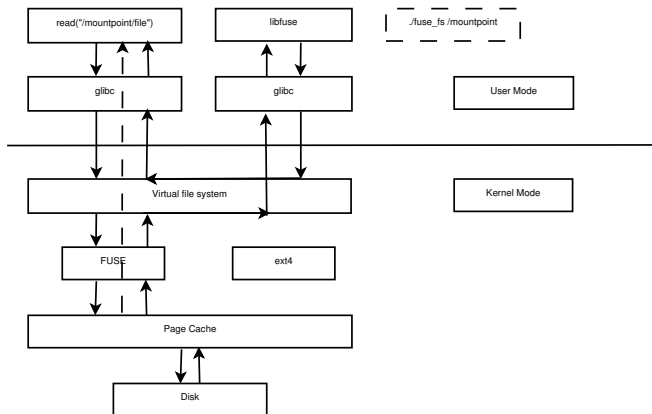 read("/mountpoint/file")
libfuse
./fuse_fs /mountpoint
glibc
glibc
User Mode
Virtual file system
Kernel Mode
FUSE
ext4
Page Cache
Disk